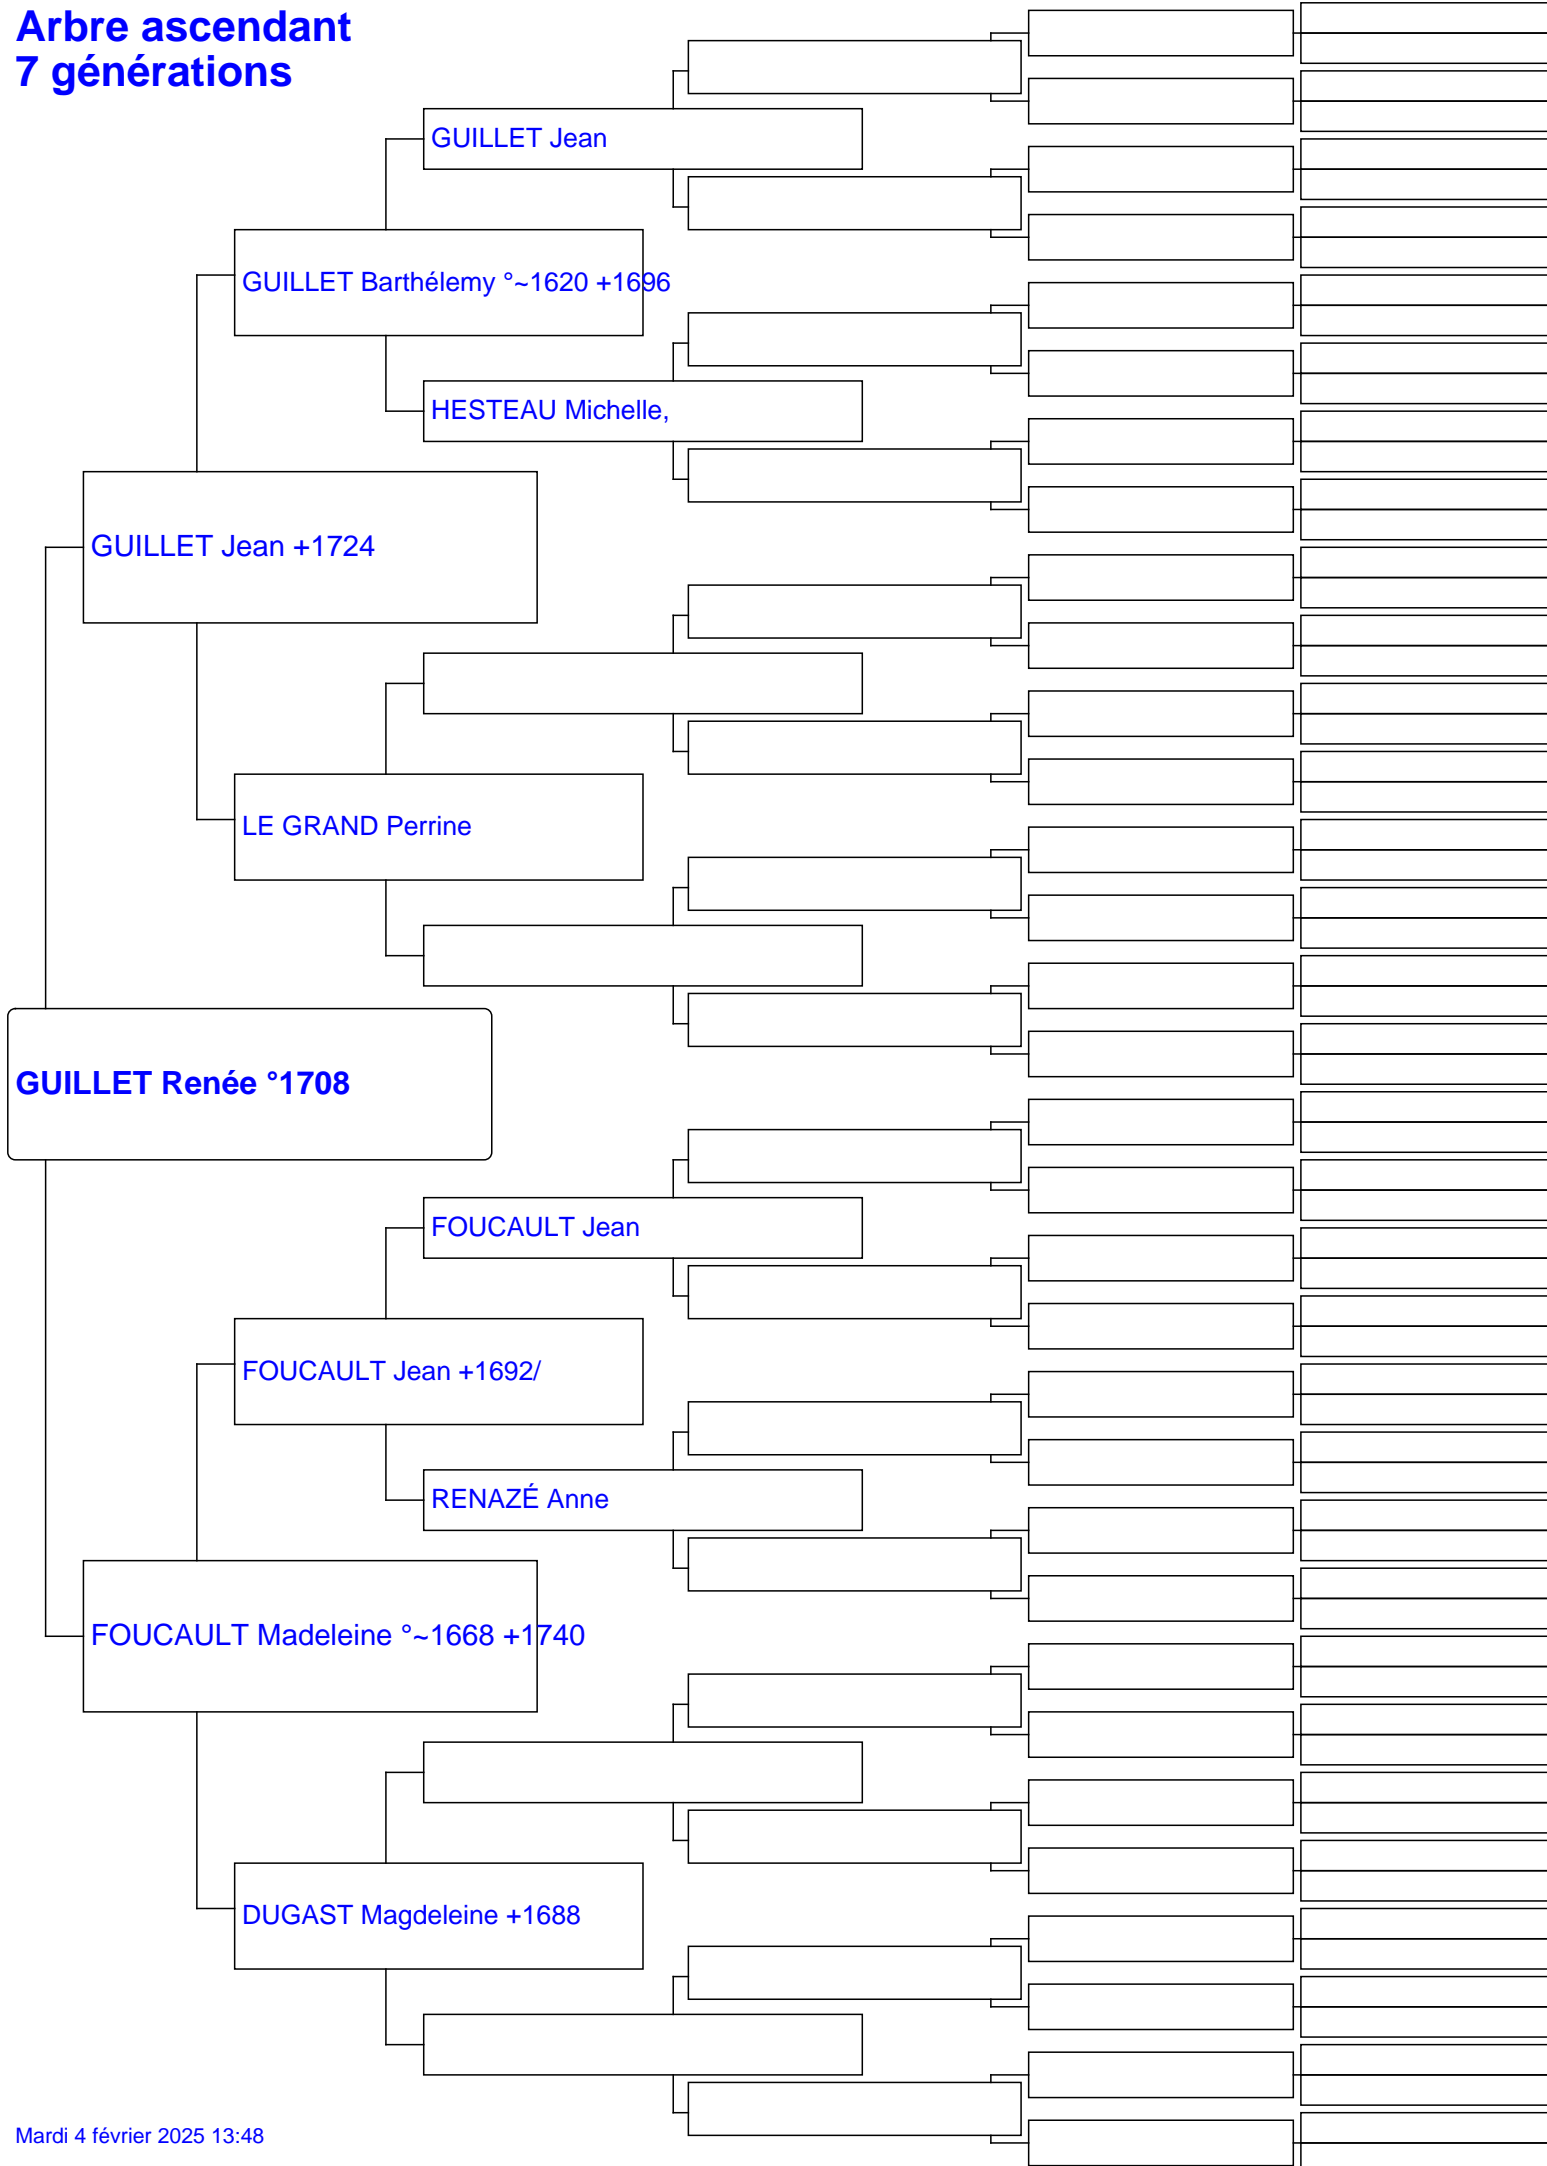 Arbre ascendant
7 générations
GUILLET Jean
GUILLET Barthélemy °~1620 +1696
HESTEAU Michelle,
GUILLET Jean +1724
LE GRAND Perrine
GUILLET Renée °1708
FOUCAULT Jean
FOUCAULT Jean +1692/
RENAZÉ Anne
FOUCAULT Madeleine °~1668 +1740
DUGAST Magdeleine +1688
Mardi 4 février 2025 13:48